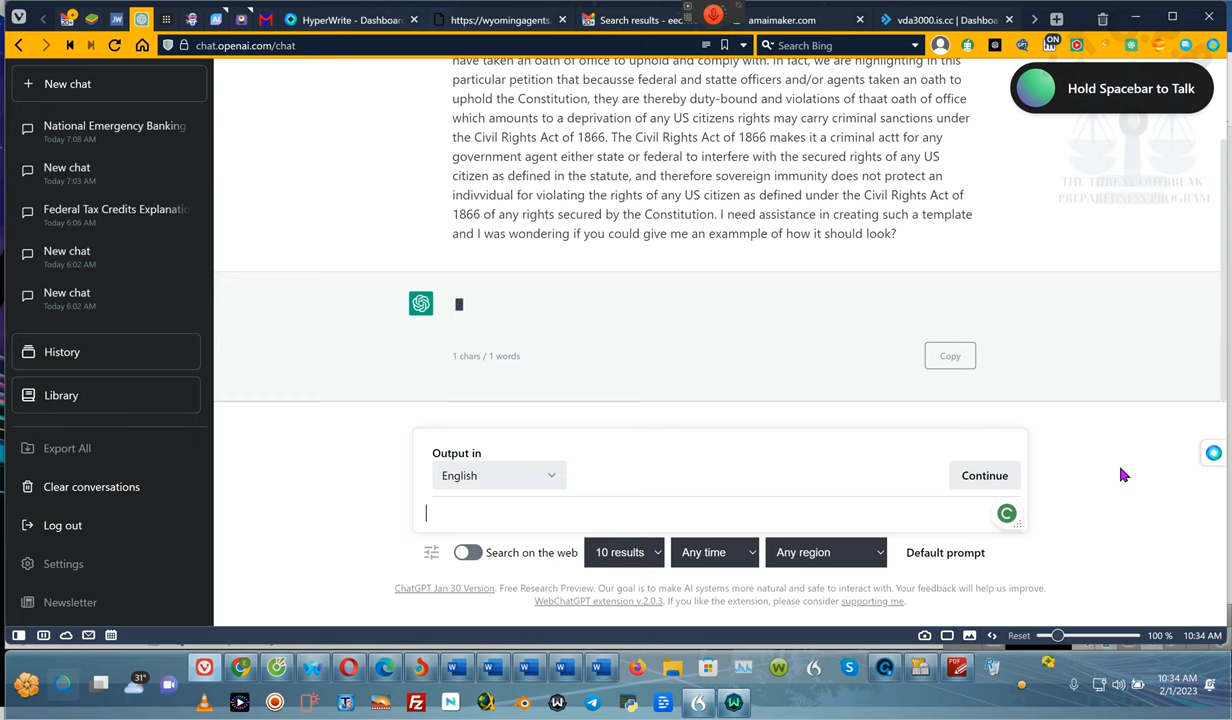 HyperWrite - Dashboar
https://wyomingagents.
Search results - eec
amaimaker.com
vda3000.is.cc | Dashboa
chat.openai.com/chat
Search Bing
ON
New chat
National Emergency Banking
Today 7:08 AM
New chat
Today 7:03 AM
Federal Tax Credits Explanatio
Today 6:06 AM
New chat
Today 6:02 AM
New chat
Today 6:02 AM
History
Library
Export All
Clear conversations
Log out
Settings
Newsletter
have taken an oath of office to uphold and comply with. In fact, we are highlighting in this
particular petition that becausse federal and statte officers and/or agents taken an oath to
uphold the Constitution, they are thereby duty-bound and violations of thaat oath of office
which amounts to a deprivation of any US citizens rights may carry criminal sanctions under
the Civil Rights Act of 1866. The Civil Rights Act of 1866 makes it a criminal actt for any
government agent either state or federal to interfere with the secured rights of any US
citizen as defined in the statute, and therefore sovereign immunity does not protect an
indivvidual for violating the rights of any US citizen as defined under the Civil Rights Act of
1866 of any rights secured by the Constitution. I need assistance in creating such a template
and I was wondering if you could give me an exammple of how it should look?
Hold Spacebar to Talk
THE THREAT OUTBREAK
PREPAREDNESS PROGRAM
1 chars / 1 words
Copy
Output in
English
Continue
Search on the web
10 results
Any time
Any region
Default prompt
ChatGPT Jan 30 Version. Free Research Preview. Our goal is to make AI systems more natural and safe to interact with. Your feedback will help us improve.
WebChatGPT extension v.2.0.3. If you like the extension, please consider supporting me.
Reset
100 %
10:34 AM
31°
10:34 AM
2/1/2023